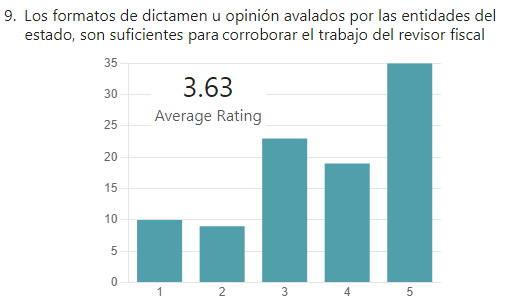 9. Los formatos de dictamen u opinión avalados por las entidades del
estado, son suficientes para corroborar el trabajo del revisor fiscal
35
3.63
30
Average Rating
25
20
15
10
5
0
1 2 3 4 5